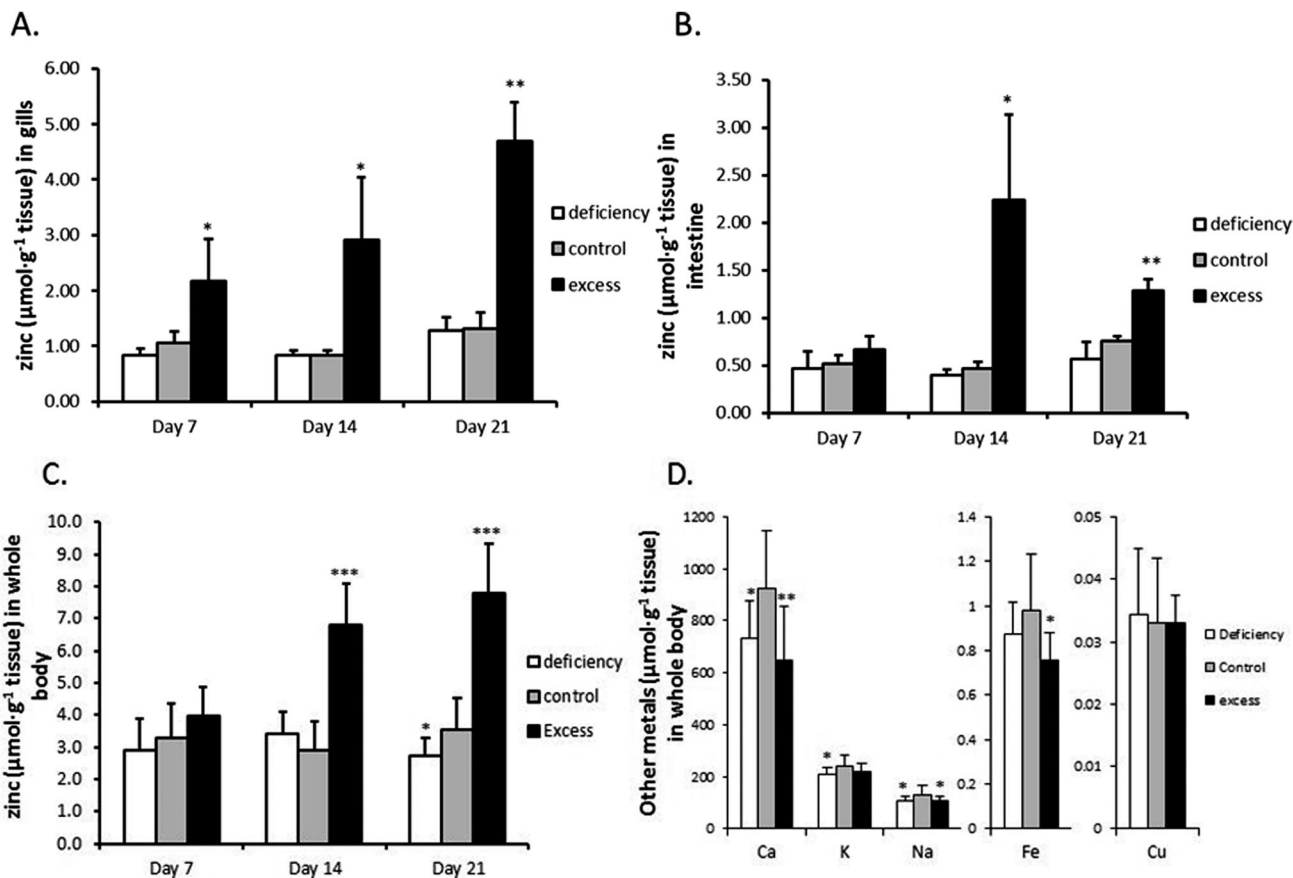 A.
zinc (µmol·g-1 tissue) in gills
6.00
5.00
4.00
3.00
2.00
1.00
0.00
*
*
**
Day 7
Day 14
Day 21
deficiency
control
excess
B.
zinc (µmol·g-1 tissue) in
intestine
3.50
3.00
2.50
2.00
1.50
1.00
0.50
0.00
*
**
Day 7
Day 14
Day 21
deficiency
control
excess
C.
zinc (µmol·g-1 tissue) in whole
body
10.0
9.0
8.0
7.0
6.0
5.0
4.0
3.0
2.0
1.0
0.0
***
*
***
Day 7
Day 14
Day 21
deficiency
control
Excess
D.
Other metals (µmol·g-1 tissue)
in whole body
1200
1000
800
600
400
200
0
*
**
*
*
*
Ca
K
Na
1.4
1.2
1
0.8
0.6
0.4
0.2
0
*
Fe
0.05
0.04
0.03
0.02
0.01
0
Cu
Deficiency
Control
excess